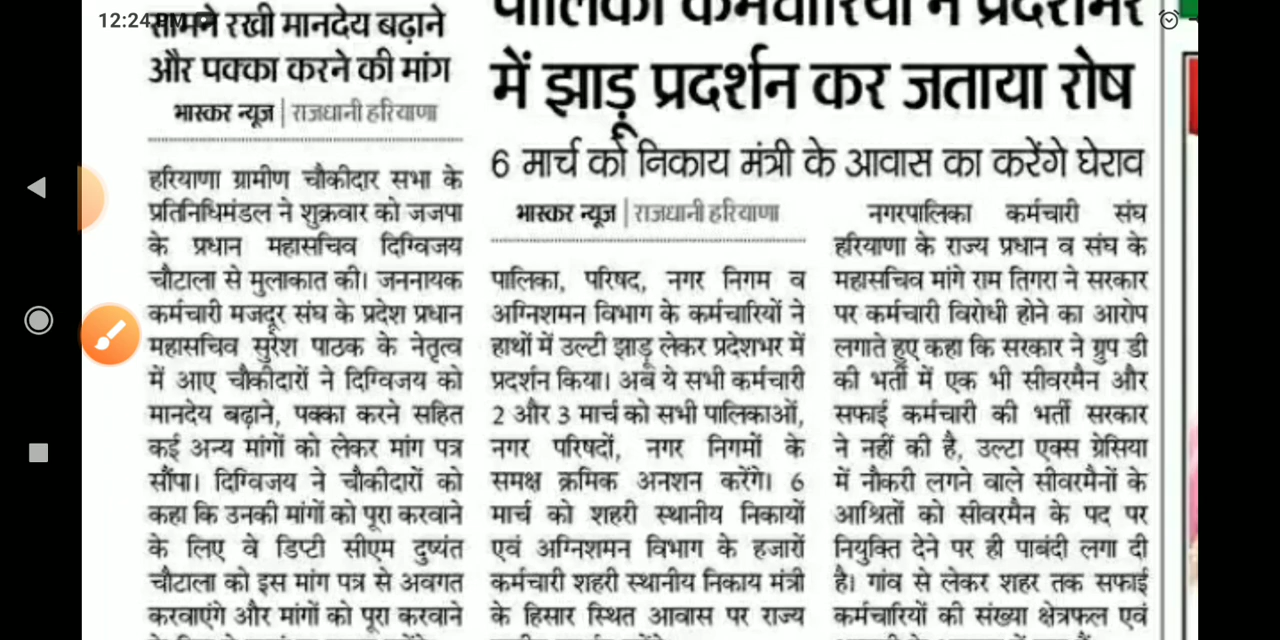 12:24 PM
सामने रखी मानदेय बढ़ाने
और पक्का करने की मांग
भास्कर न्यूज | राजधानी हरियाणा
हरियाणा ग्रामीण चौकीदार सभा के
प्रतिनिधिमंडल ने शुक्रवार को जजपा
के प्रधान महासचिव दिग्विजय
चौटाला से मुलाकात की। जननायक
कर्मचारी मजदूर संघ के प्रदेश प्रधान
महासचिव सुरेश पाठक के नेतृत्व
में आए चौकीदारों ने दिग्विजय को
मानदेय बढ़ाने, पक्का करने सहित
कई अन्य मांगों को लेकर मांग पत्र
सौंपा। दिग्विजय ने चौकीदारों को
कहा कि उनकी मांगों को पूरा करवाने
के लिए वे डिप्टी सीएम दुष्यंत
चौटाला को इस मांग पत्र से अवगत
करवाएंगे और मांगों को पूरा करवाने
पालिका कर्मचारियों ने प्रदेशभर
में झाड़ू प्रदर्शन कर जताया रोष
6 मार्च को निकाय मंत्री के आवास का करेंगे घेराव
भास्कर न्यूज | राजधानी हरियाणा
पालिका, परिषद, नगर निगम व
अग्निशमन विभाग के कर्मचारियों ने
हाथों में उल्टी झाड़ू लेकर प्रदेशभर में
प्रदर्शन किया। अब ये सभी कर्मचारी
2 और 3 मार्च को सभी पालिकाओं,
नगर परिषदों, नगर निगमों के
समक्ष क्रमिक अनशन करेंगे। 6
मार्च को शहरी स्थानीय निकायों
एवं अग्निशमन विभाग के हजारों
कर्मचारी शहरी स्थानीय निकाय मंत्री
के हिसार स्थित आवास पर राज्य
नगरपालिका कर्मचारी संघ
हरियाणा के राज्य प्रधान व संघ के
महासचिव मांगे राम तिगरा ने सरकार
पर कर्मचारी विरोधी होने का आरोप
लगाते हुए कहा कि सरकार ने ग्रुप डी
की भर्ती में एक भी सीवरमैन और
सफाई कर्मचारी की भर्ती सरकार
ने नहीं की है, उल्टा एक्स ग्रेसिया
में नौकरी लगने वाले सीवरमैनों के
आश्रितों को सीवरमैन के पद पर
नियुक्ति देने पर ही पाबंदी लगा दी
है। गांव से लेकर शहर तक सफाई
कर्मचारियों की संख्या क्षेत्रफल एवं